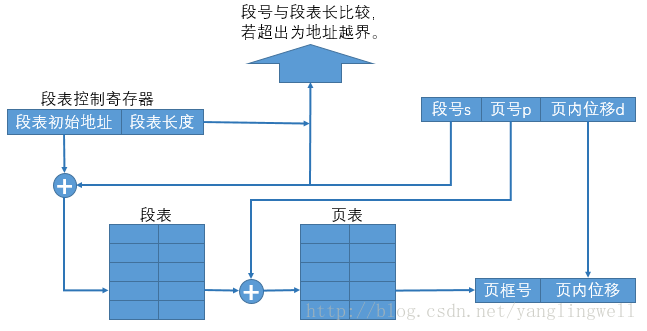 段号与段表长比较,
若超出为地址越界。
段表控制寄存器
段表初始地址 段表长度
段号s 页号p 页内位移d
段表 页表
页框号 页内位移
http://blog.csdn.net/yanglingwell